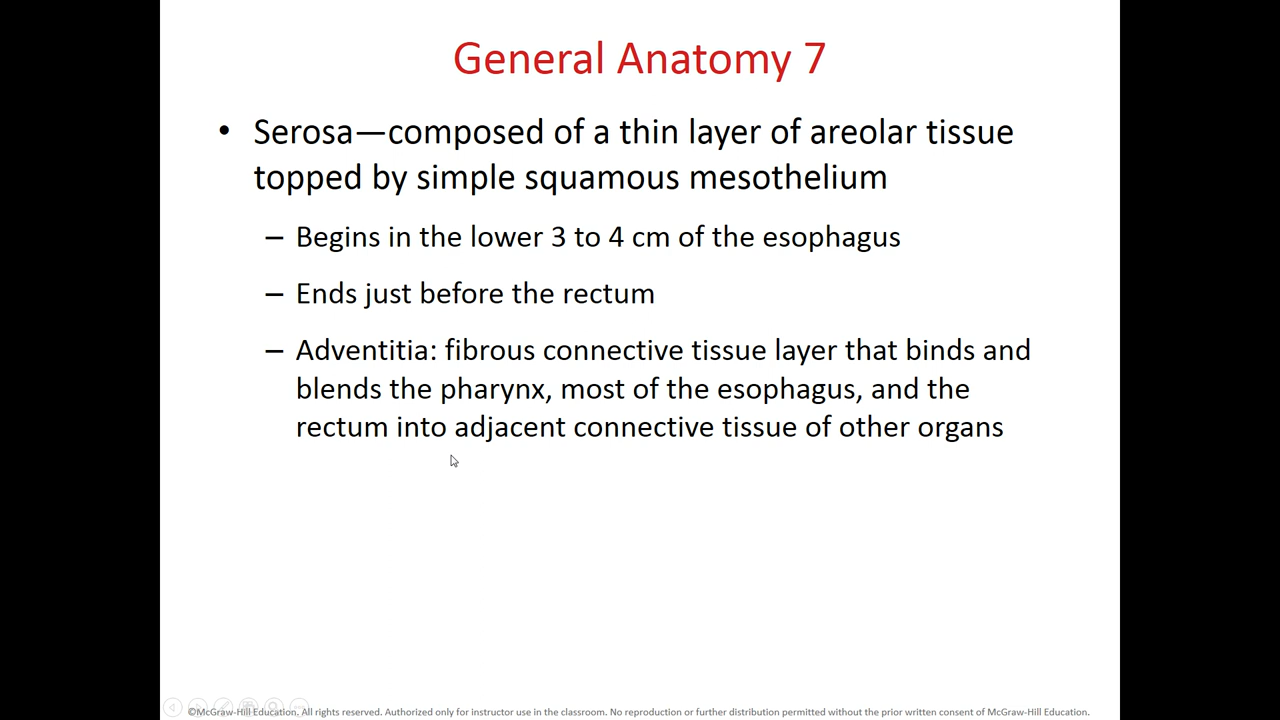 General Anatomy 7
• Serosa—composed of a thin layer of areolar tissue
topped by simple squamous mesothelium
– Begins in the lower 3 to 4 cm of the esophagus
– Ends just before the rectum
– Adventitia: fibrous connective tissue layer that binds and
blends the pharynx, most of the esophagus, and the
rectum into adjacent connective tissue of other organs
©McGraw-Hill Education. All rights reserved. Authorized only for instructor use in the classroom. No reproduction or further distribution permitted without the prior written consent of McGraw-Hill Education.